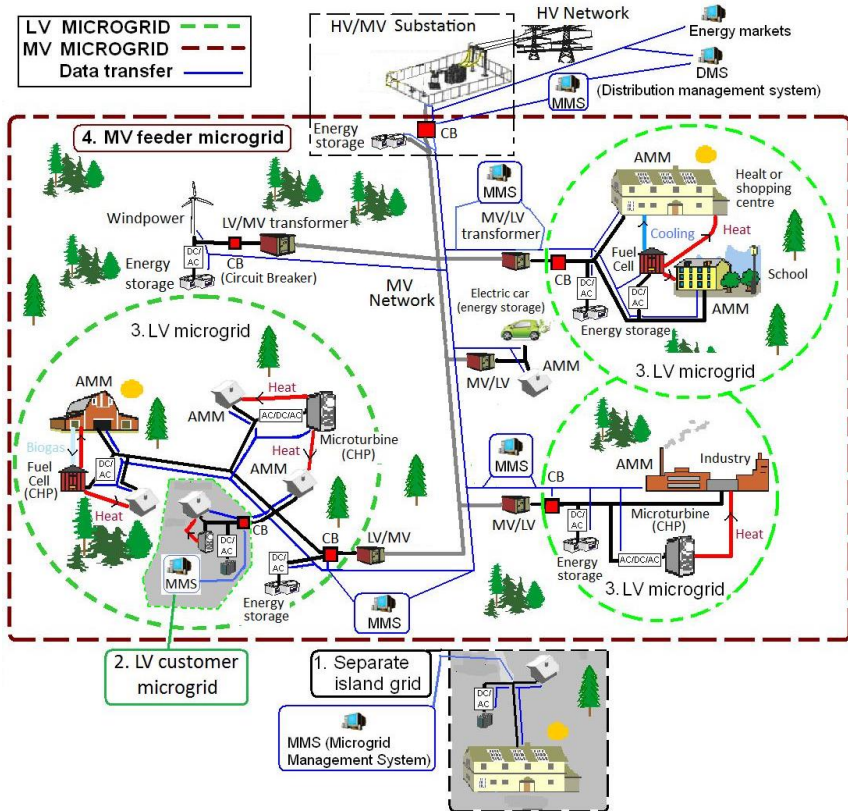 LV MICROGRID
MV MICROGRID
Data transfer
HV/MV Substation
HV Network
Energy markets
DMS
(Distribution management system)
MMS
CB
Energy
storage
4. MV feeder microgrid
Windpower
LV/MV transformer
DC/
AC
CB
(Circuit Breaker)
Energy
storage
MMS
MV/LV
transformer
MV
Network
AMM
Healt or
shopping
centre
Cooling
Heat
Fuel
Cell
School
AMM
CB
DC/
AC
DC/
AC
Energy storage
3. LV microgrid
Electric car
(energy storage)
MV/LV
AMM
3. LV microgrid
AMM
Biogas
Fuel
Cell
(CHP)
DC/
AC
Heat
Heat
AMM
AC/DC/AC
Microturbine
(CHP)
Heat
AMM
CB
DC/
AC
MMS
DC/
AC
Energy
storage
CB
LV/MV
MMS
MMS
CB
MV/LV
DC/
AC
Energy
storage
AMM
Industry
Microturbine
(CHP)
AC/DC/AC
Heat
3. LV microgrid
2. LV customer
microgrid
1. Separate
island grid
DC/
AC
MMS (Microgrid
Management System)